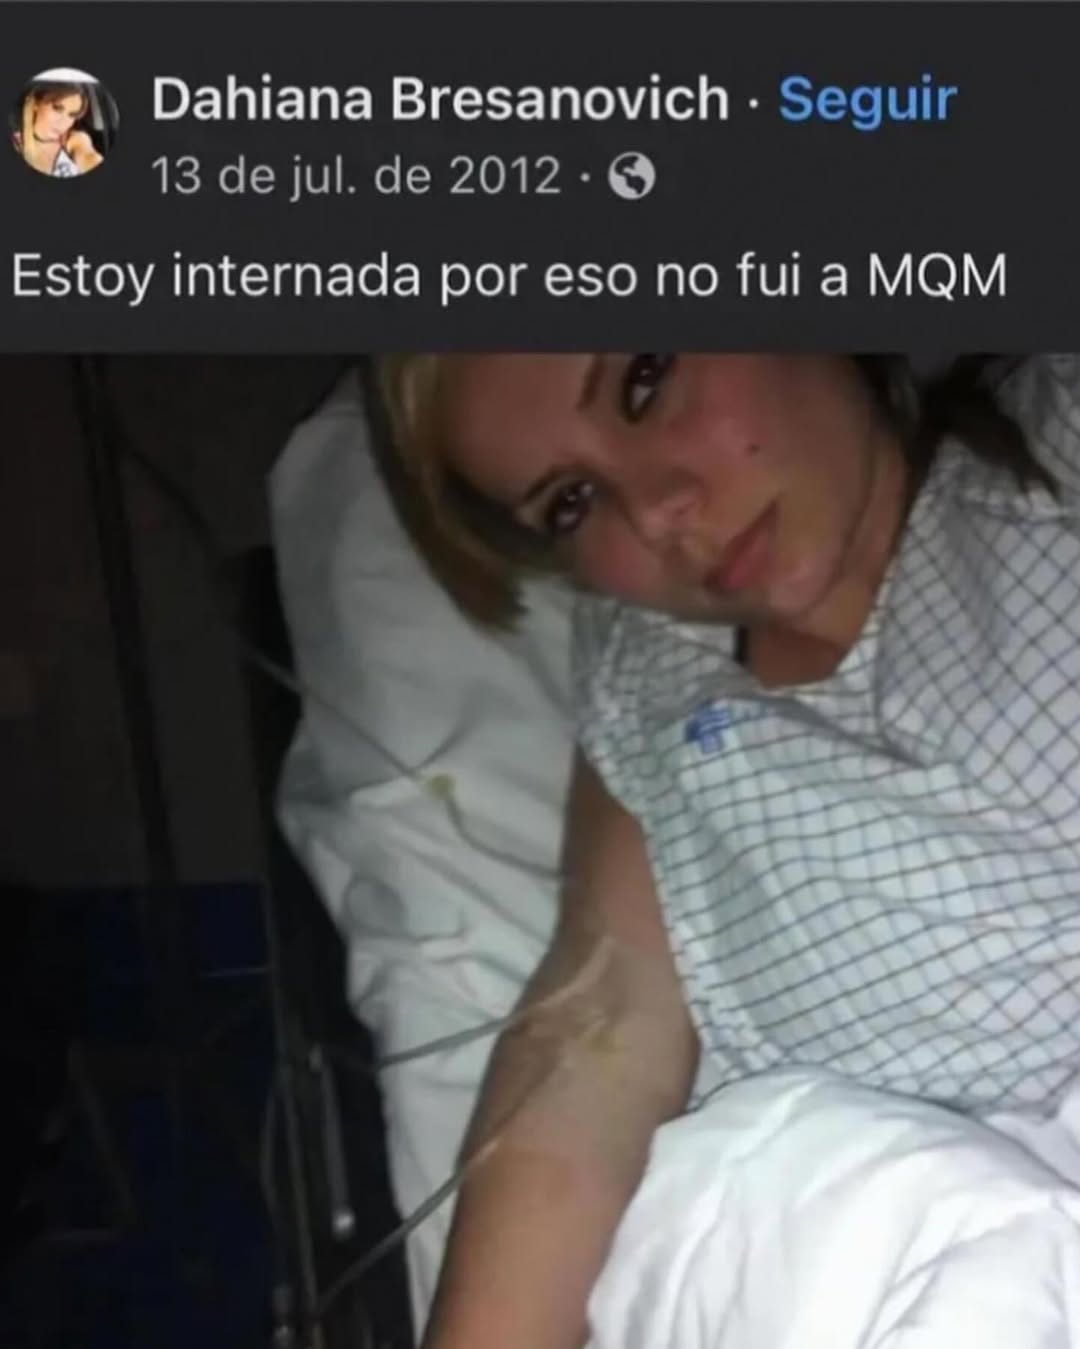 Dahiana Bresanovich · Seguir
13 de jul. de 2012 ·
Estoy internada por eso no fui a MQM